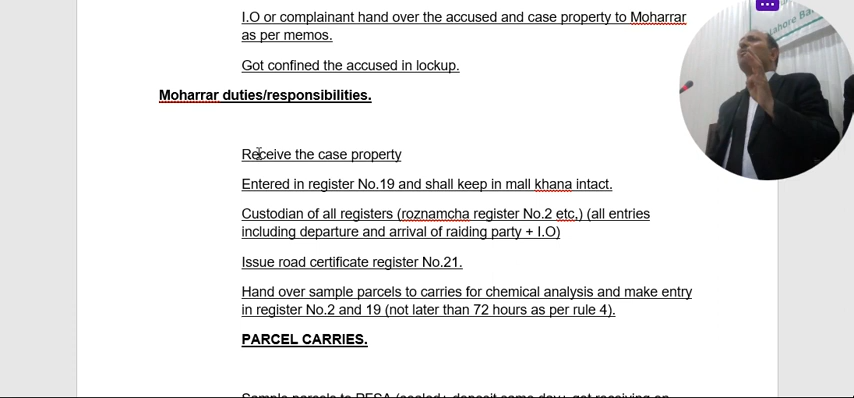 I.O or complainant hand over the accused and case property to Moharrar
as per memos.
Got confined the accused in lockup.
Moharrar duties/responsibilities.
Receive the case property
Entered in register No.19 and shall keep in mall khana intact.
Custodian of all registers (roznamcha register No.2 etc,) (all entries
including departure and arrival of raiding party + I.O)
Issue road certificate register No.21.
Hand over sample parcels to carries for chemical analysis and make entry
in register No.2 and 19 (not later than 72 hours as per rule 4).
PARCEL CARRIES.